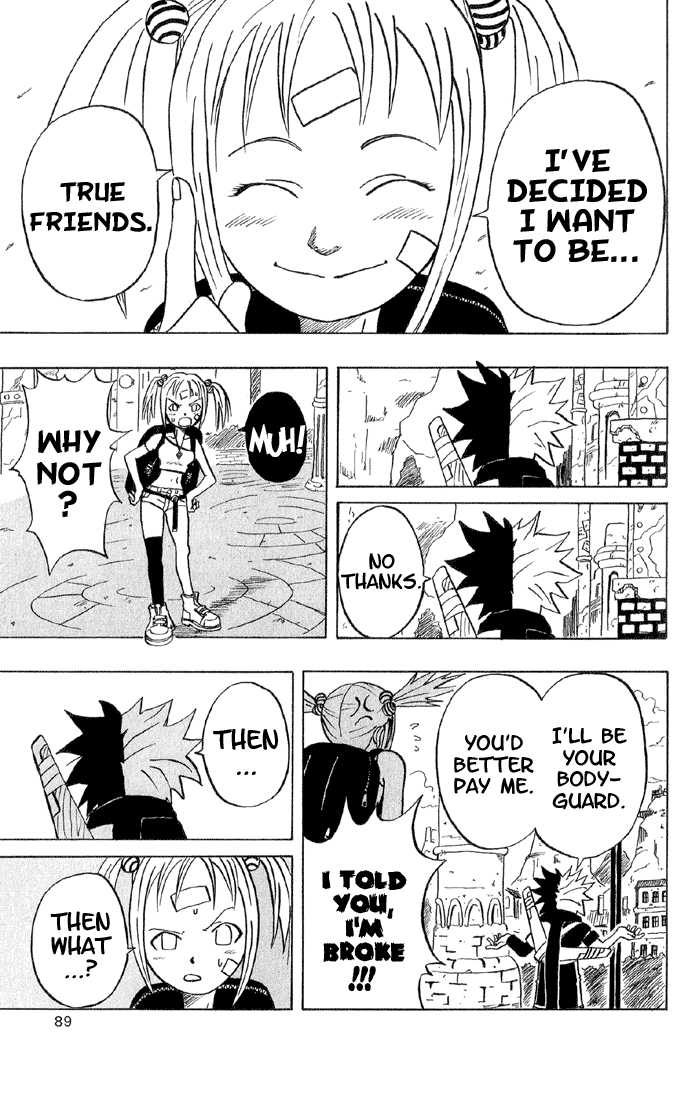 I'VE
DECIDED
I WANT
TO BE...
TRUE
FRIENDS.
NO
THANKS.
MUH!
WHY
NOT
?
I'LL BE
YOUR
BODY-
GUARD.
YOU'D
BETTER
PAY ME.
I TOLD
YOU,
I'M
BROKE
!!!
THEN
...
THEN
WHAT
...?
89